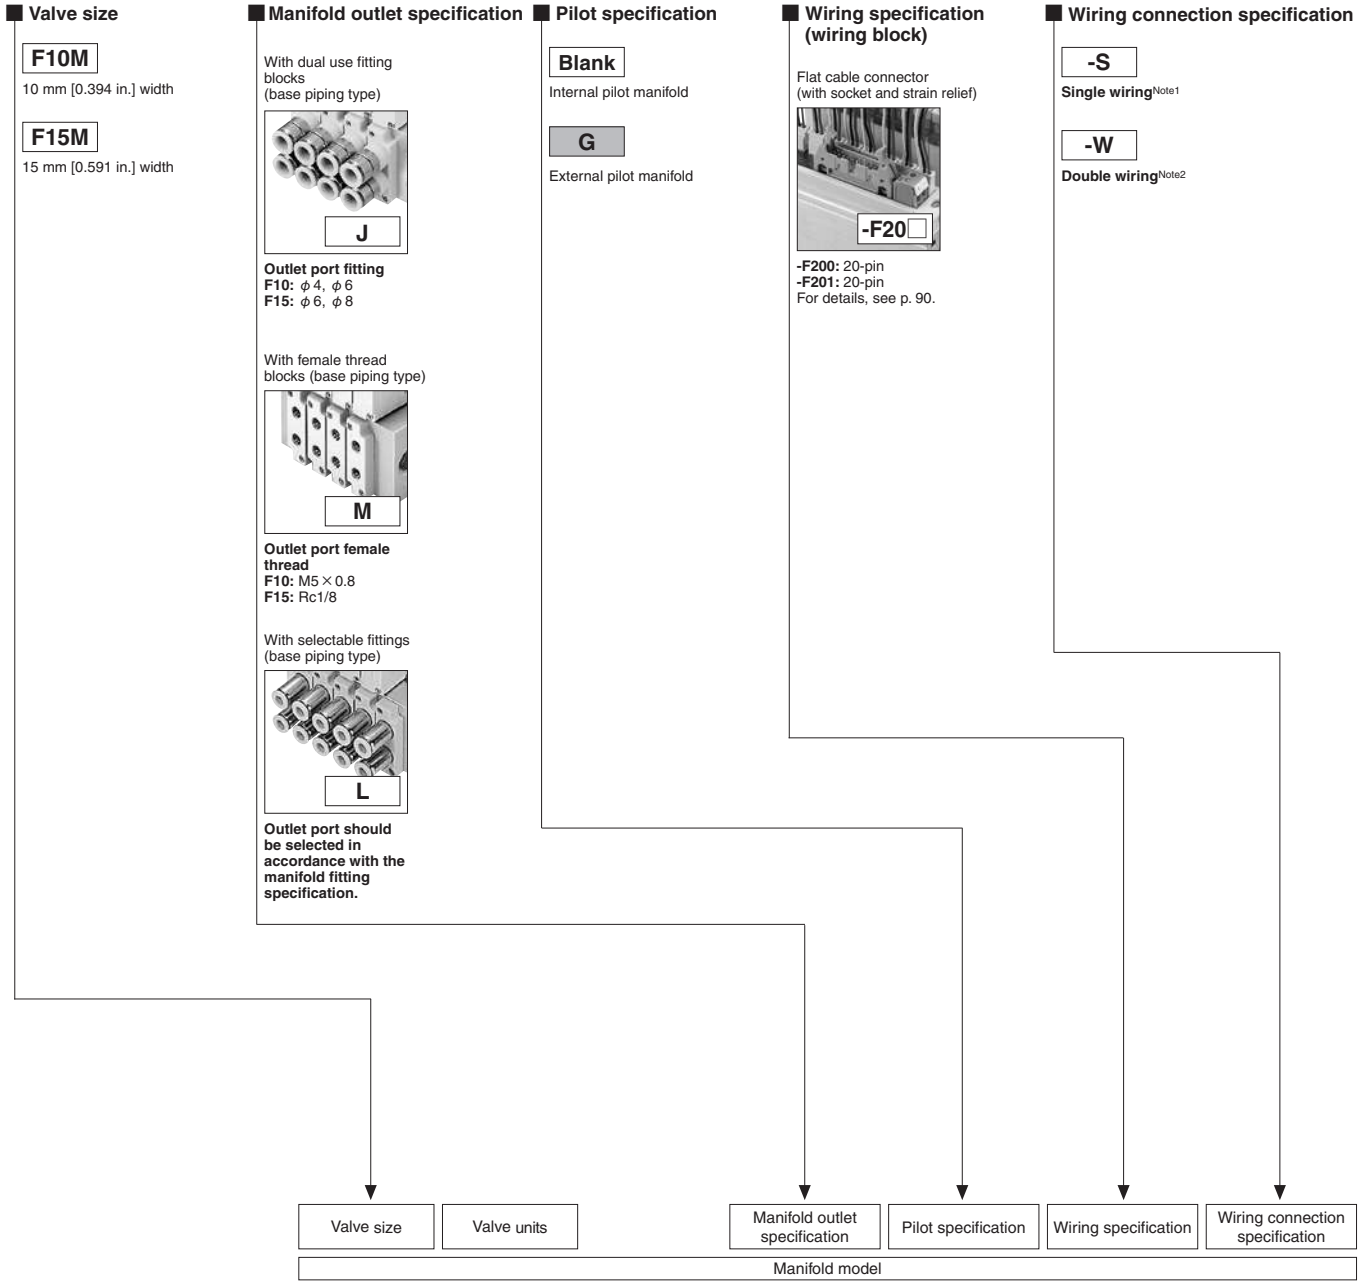 ■ Valve size
F10M
10 mm [0.394 in.] width
F15M
15 mm [0.591 in.] width
■ Manifold outlet specification
With dual use fitting
blocks
(base piping type)
J
Outlet port fitting
F10: φ4, φ6
F15: φ6, φ8
With female thread
blocks (base piping type)
M
Outlet port female
thread
F10: M5×0.8
F15: Rc1/8
With selectable fittings
(base piping type)
L
Outlet port should
be selected in
accordance with the
manifold fitting
specification.
■ Pilot specification
Blank
Internal pilot manifold
G
External pilot manifold
■ Wiring specification
(wiring block)
Flat cable connector
(with socket and strain relief)
-F20□
-F200: 20-pin
-F201: 20-pin
For details, see p. 90.
■ Wiring connection specification
-S
Single wiringNote1
-W
Double wiringNote2
Valve size
Valve units
Manifold outlet
specification
Pilot specification
Wiring specification
Wiring connection
specification
Manifold model